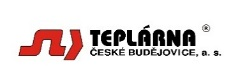 TEPLÁRNA ®
ČESKÉ BUDĚJOVICE, a. s.